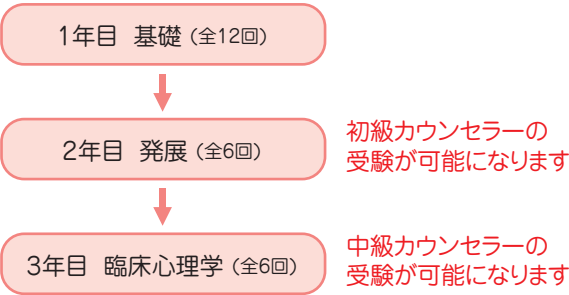 1年目 基礎（全12回）
2年目 発展（全6回）
初級カウンセラーの
受験が可能になります
3年目 臨床心理学（全6回）
中級カウンセラーの
受験が可能になります